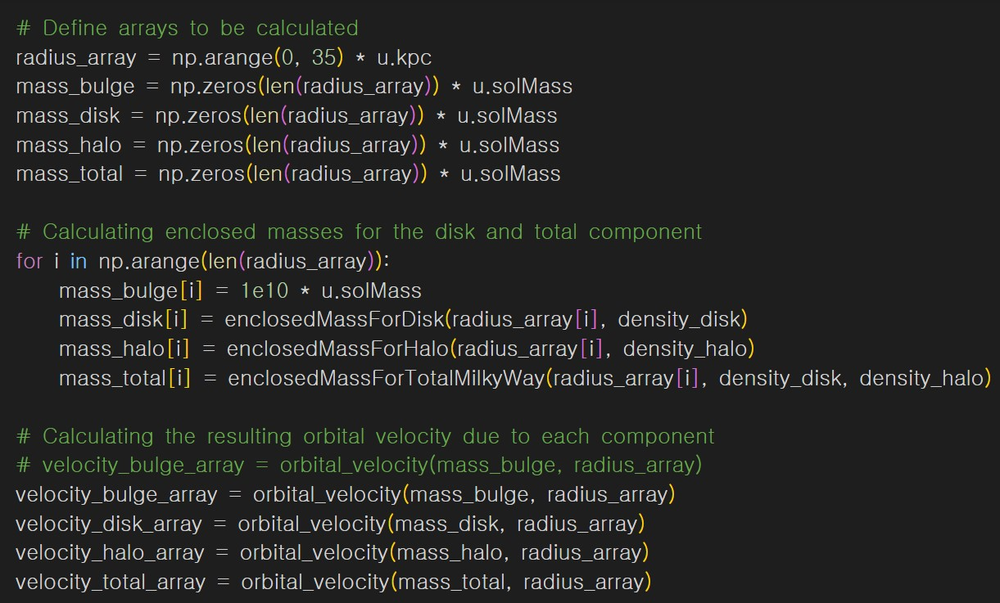 # Define arrays to be calculated
radius_array = np.arange(0, 35) * u.kpc
mass_bulge = np.zeros(len(radius_array)) * u.solMass
mass_disk = np.zeros(len(radius_array)) * u.solMass
mass_halo = np.zeros(len(radius_array)) * u.solMass
mass_total = np.zeros(len(radius_array)) * u.solMass

# Calculating enclosed masses for the disk and total component
for i in np.arange(len(radius_array)):
    mass_bulge[i] = 1e10 * u.solMass
    mass_disk[i] = enclosedMassForDisk(radius_array[i], density_disk)
    mass_halo[i] = enclosedMassForHalo(radius_array[i], density_halo)
    mass_total[i] = enclosedMassForTotalMilkyWay(radius_array[i], density_disk, density_halo)

# Calculating the resulting orbital velocity due to each component
# velocity_bulge_array = orbital_velocity(mass_bulge, radius_array)
velocity_bulge_array = orbital_velocity(mass_bulge, radius_array)
velocity_disk_array = orbital_velocity(mass_disk, radius_array)
velocity_halo_array = orbital_velocity(mass_halo, radius_array)
velocity_total_array = orbital_velocity(mass_total, radius_array)